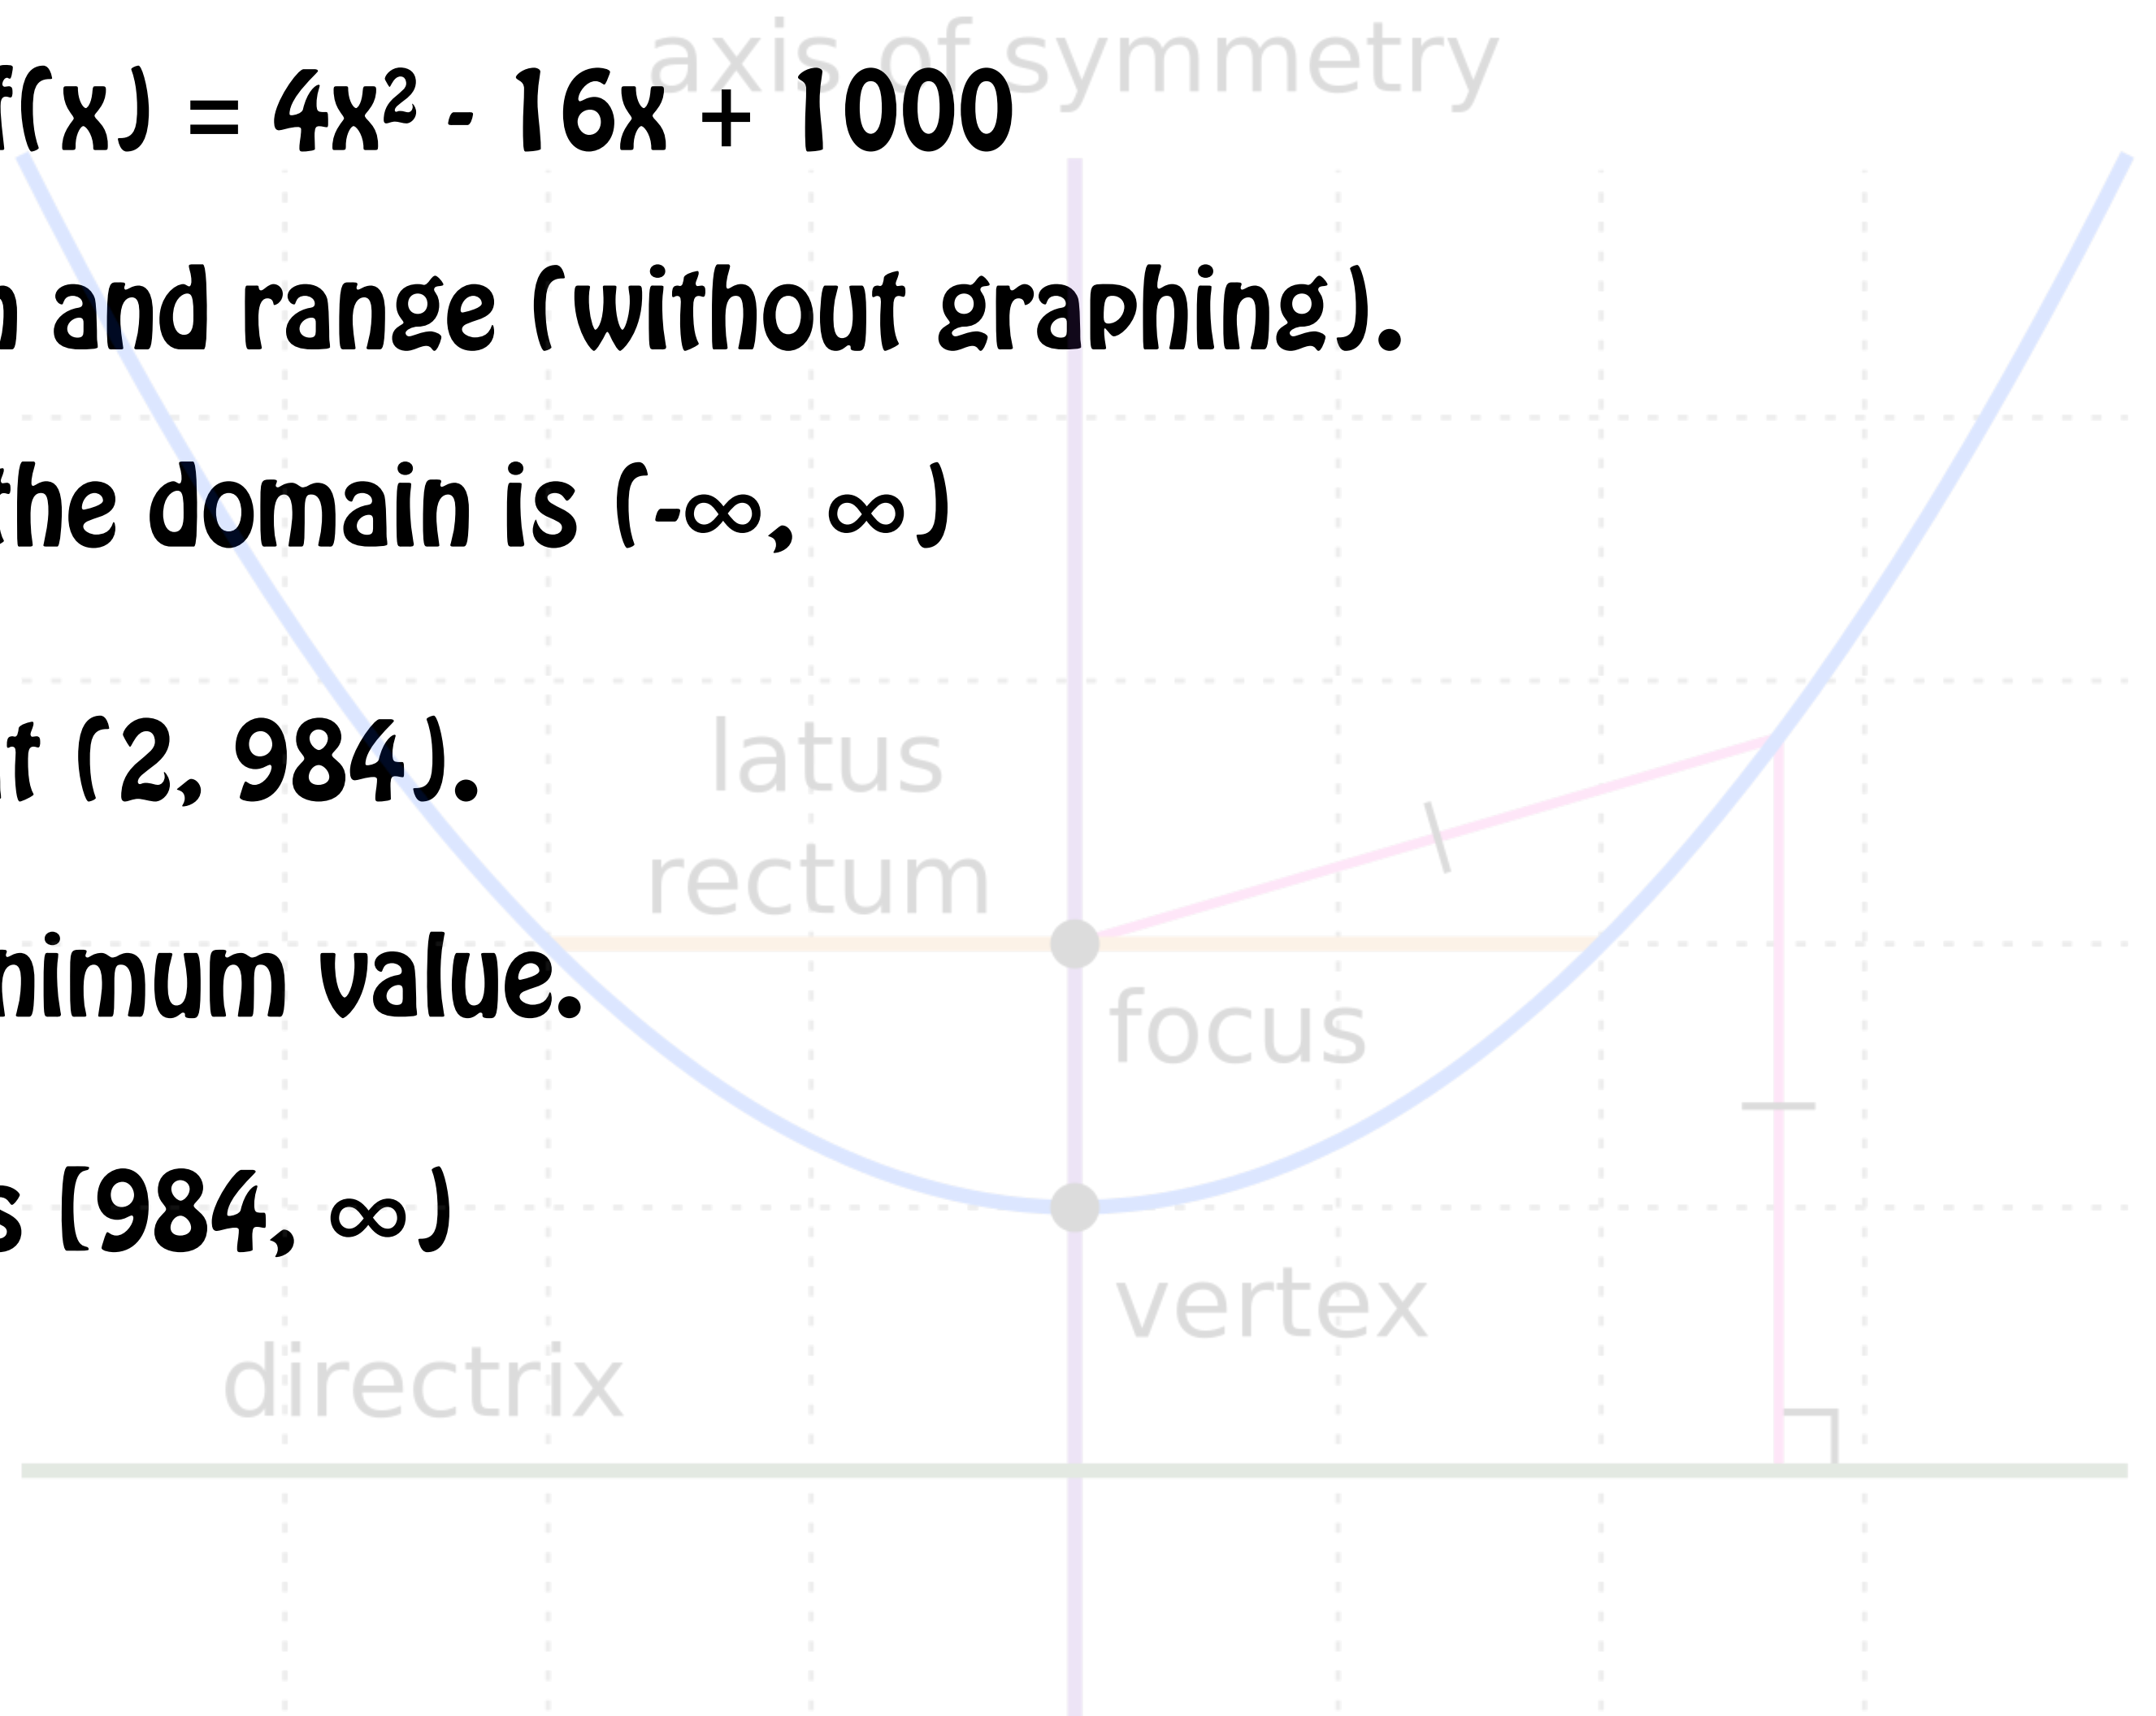 axis of symmetry
f(x) = 4x² - 16x + 1000
and range (without graphing).
the domain is (-∞, ∞)
(2, 984).
latus
rectum
value.
focus
[984, ∞)
vertex
directrix